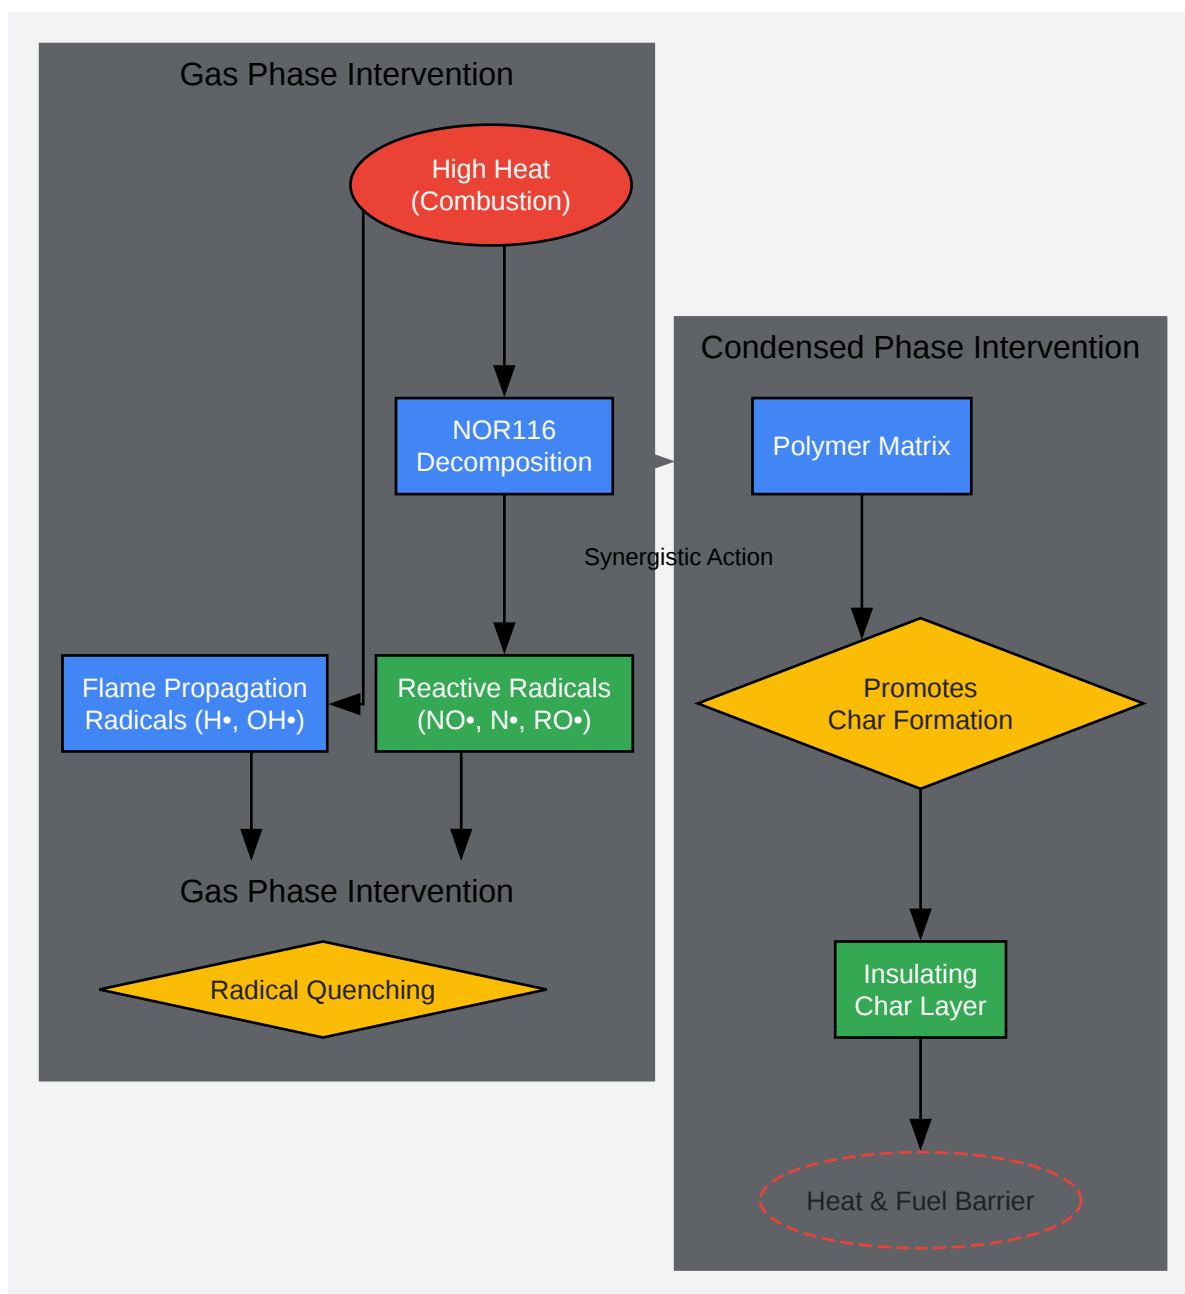 Gas Phase Intervention
High Heat
(Combustion)
NOR116
Decomposition
Flame Propagation
Radicals (H•, OH•)
Reactive Radicals
(NO•, N•, RO•)
Gas Phase Intervention
Radical Quenching
Synergistic Action
Condensed Phase Intervention
Polymer Matrix
Promotes
Char Formation
Insulating
Char Layer
Heat & Fuel Barrier